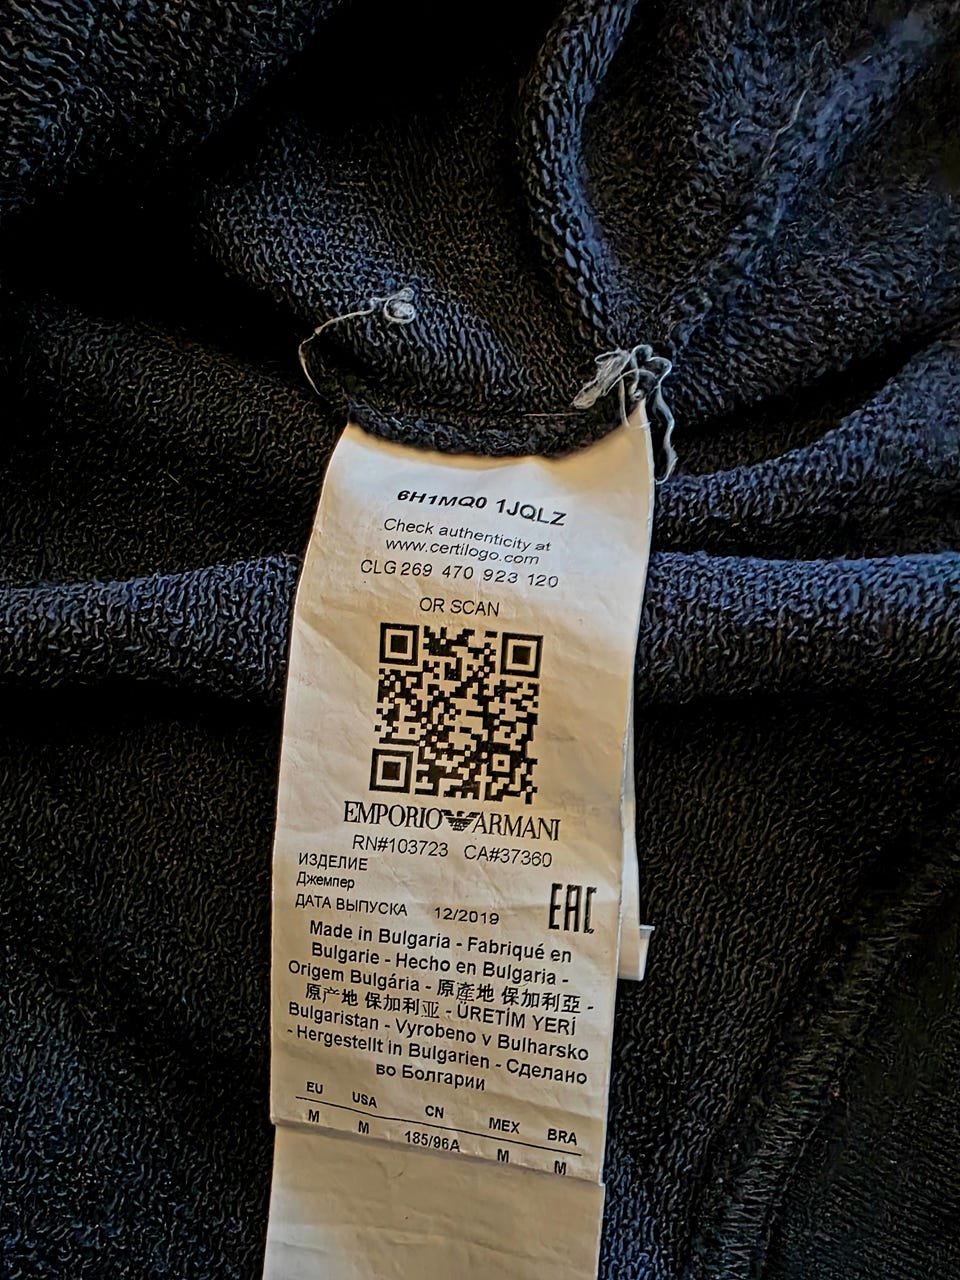 6H1MQ0 1JQLZ
Check authenticity at
www.certilogo.com
CLG 269 470 923 120
OR SCAN
EMPORIO ARMANI
RN#103723 CA#37360
ИЗДЕЛИЕ
Джемпер
ДАТА ВЫПУСКА 12/2019
EAC
Made in Bulgaria - Fabriqué en
Bulgarie - Hecho en Bulgaria -
Origem Bulgária - 原產地 保加利亞 -
原产地 保加利亚 - ÜRETİM YERİ
Bulgaristan - Vyrobeno v Bulharsko
- Hergestellt in Bulgarien - Сделано
во Болгарии
EU USA CN MEX BRA
M M 185/96A M M